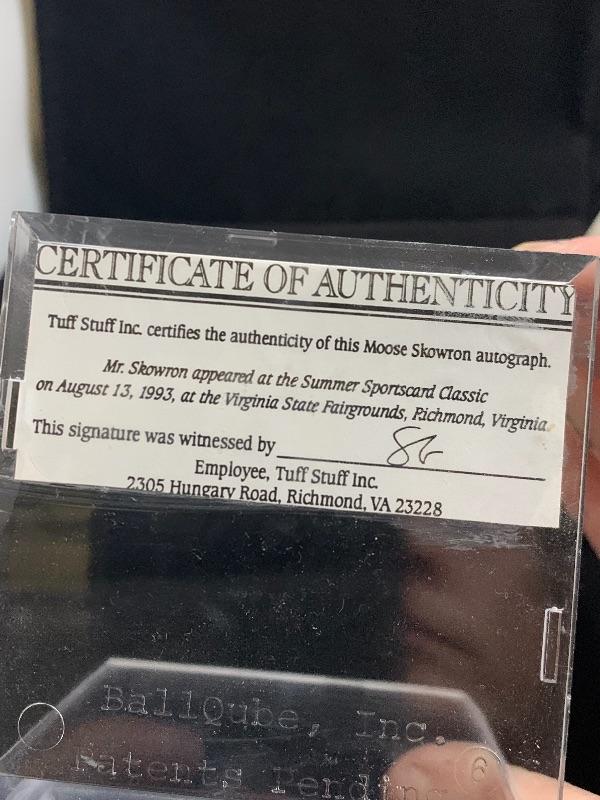 CERTIFICATE OF AUTHENTICITY
Tuff Stuff Inc. certifies the authenticity of this Moose Skowron autograph.
Mr. Skowron appeared at the Summer Sportscard Classic
on August 13, 1993, at the Virginia State Fairgrounds, Richmond, Virginia.
This signature was witnessed by
Employee, Tuff Stuff Inc.
2305 Hungary Road, Richmond, VA 23228
BallQube, Inc.
Patents Pending
6